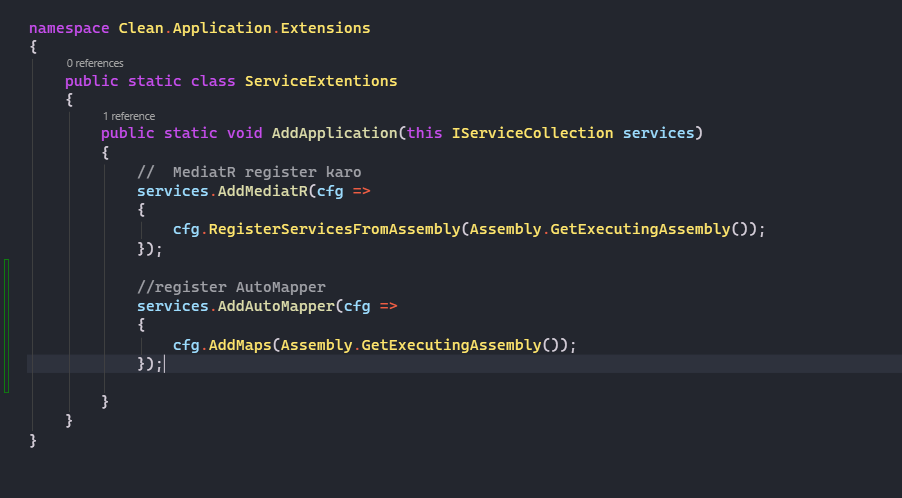 namespace Clean.Application.Extensions
{
0 references
public static class ServiceExtentions
{
1 reference
public static void AddApplication(this IServiceCollection services)
{
//  MediatR register karo
services.AddMediatR(cfg =>
{
cfg.RegisterServicesFromAssembly(Assembly.GetExecutingAssembly());
});
//register AutoMapper
services.AddAutoMapper(cfg =>
{
cfg.AddMaps(Assembly.GetExecutingAssembly());
});
}
}
}